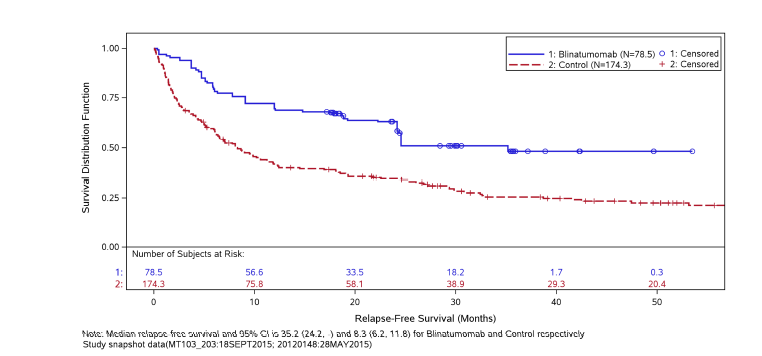 1.00
0.75
0.50
0.25
0.00
Survival Distribution Function
1: Blinatumomab (N=78.5) 1: Censored
2: Control (N=174.3) 2: Censored
Number of Subjects at Risk:
1: 78.5 56.6 33.5 18.2 1.7 0.3
2: 174.3 75.8 58.1 38.9 29.3 20.4
0 10 20 30 40 50
Relapse-Free Survival (Months)
Note: Median relapse free survival and 95% CI is 35.2 (24.2, -) and 8.3 (6.2, 11.8) for Blinatumomab and Control respectively
Study snapshot data(MT103_203:18SEPT2015; 20120148:28MAY2015)